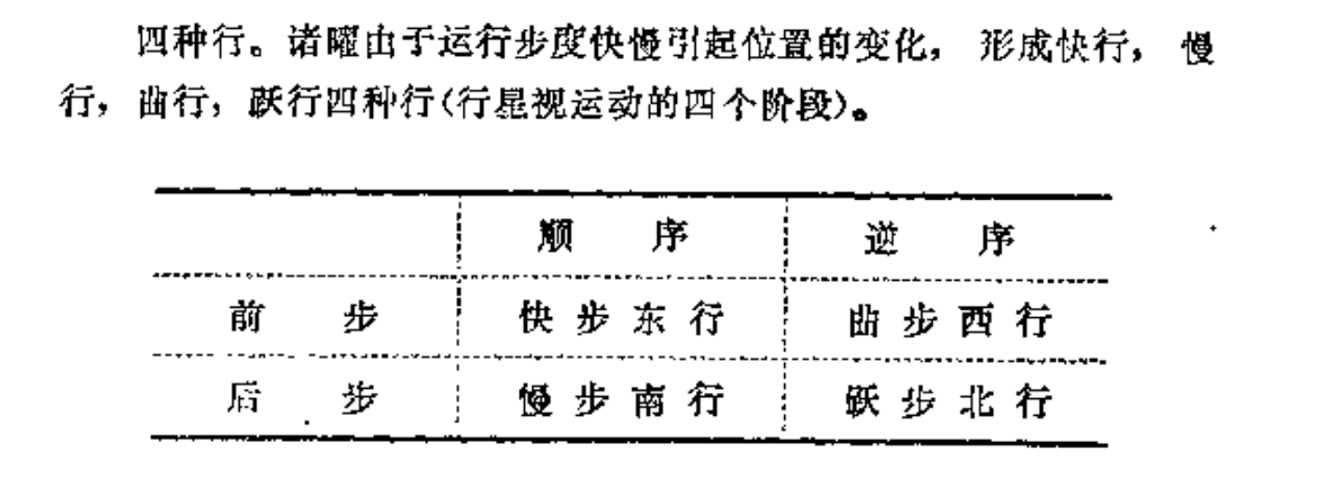 四种行。诸曜由于运行步度快慢引起位置的变化， 形成快行， 慢
行，曲行，跃行四种行(行星视运动的四个阶段)。
顺 序 逆 序
前 步 快步东行 曲步西行
后 步 慢步南行 跃步北行